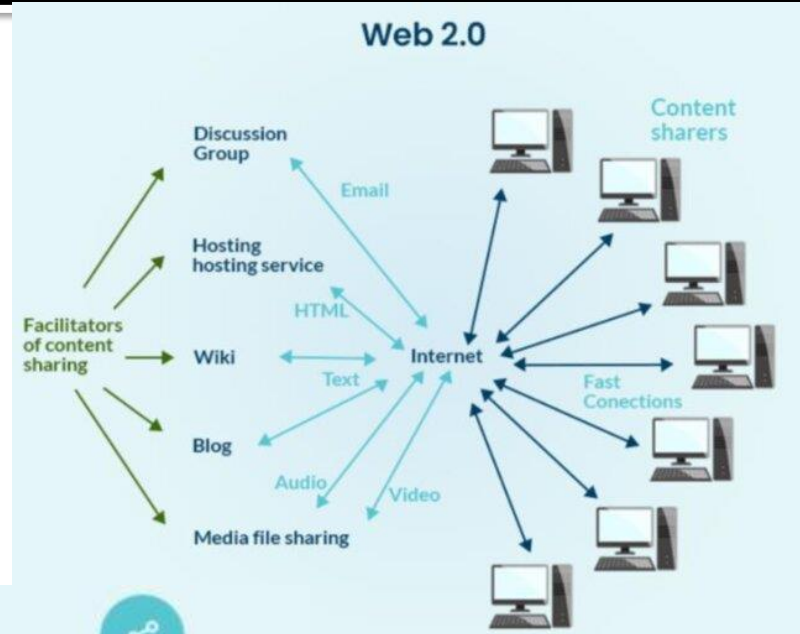 Web 2.0
Content
sharers
Discussion
Group
Email
Hosting
hosting service
HTML
Facilitators
of content
sharing
Wiki
Internet
Text
Fast
Conections
Blog
Audio
Video
Media file sharing